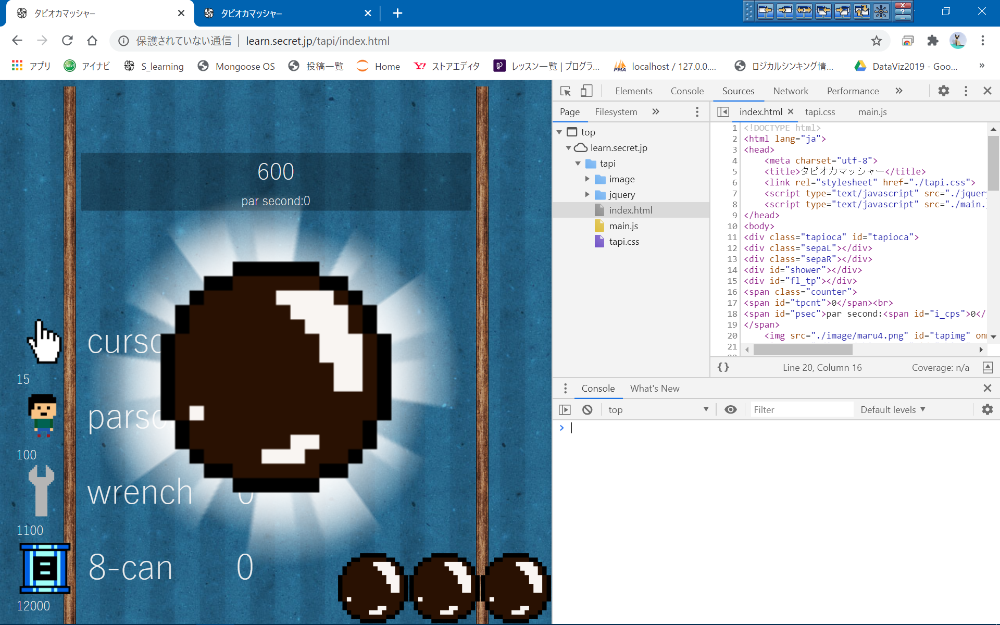 タピオカマッシャー
タピオカマッシャー
保護されていない通信 | learn.secret.jp/tapi/index.html
アプリ アイナビ S_learning Mongoose OS 投稿一覧 Home ストアエディタ レッスン一覧 | プログラ... localhost / 127.0.0.... ロジカルシンキング情... DataViz2019 - Goo... »
600
par second:0
curso
15
parso
100
wrench 0
1100
8-can 0
12000
Elements Console Sources Network Performance »
Page Filesystem »
index.html tapi.css main.js
top
learn.secret.jp
tapi
image
jquery
index.html
main.js
tapi.css
1 <!DOCTYPE html>
2 <html lang="ja">
3 <head>
4 <meta charset="utf-8">
5 <title>タピオカマッシャー</title>
6 <link rel="stylesheet" href="./tapi.css">
7 <script type="text/javascript" src="./jquer
8 <script type="text/javascript" src="./main.
9 </head>
10 <body>
11 <div class="tapioca" id="tapioca">
12 <div class="sepaL"></div>
13 <div class="sepaR"></div>
14 <div id="shower"></div>
15 <div id="fl_tp"></div>
16 <span class="counter">
17 <span id="tpcnt">0</span><br>
18 <span id="psec">par second:<span id="i_cps">0</
19 </span>
20 <img src="./image/maru4.png" id="tapimg" on
21
{} Line 20, Column 16 Coverage: n/a
Console What's New
top Filter Default levels
>